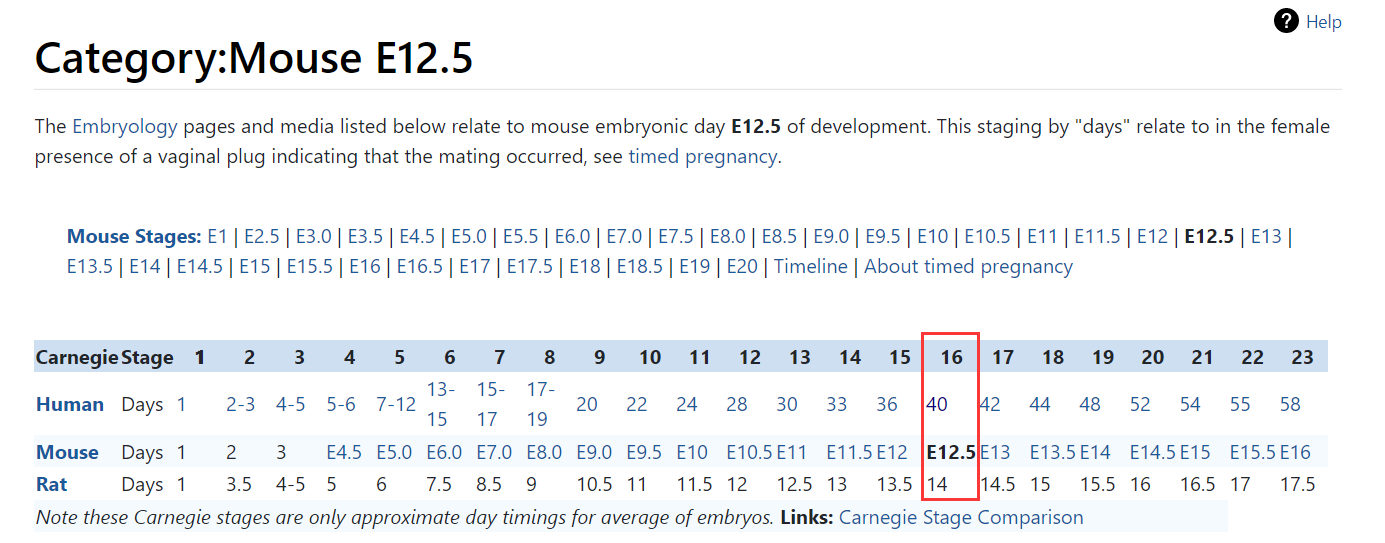 ? Help
Category:Mouse E12.5
The Embryology pages and media listed below relate to mouse embryonic day E12.5 of development. This staging by "days" relate to in the female
presence of a vaginal plug indicating that the mating occurred, see timed pregnancy.
Mouse Stages: E1 | E2.5 | E3.0 | E3.5 | E4.5 | E5.0 | E5.5 | E6.0 | E7.0 | E7.5 | E8.0 | E8.5 | E9.0 | E9.5 | E10 | E10.5 | E11 | E11.5 | E12 | E12.5 | E13 |
E13.5 | E14 | E14.5 | E15 | E15.5 | E16 | E16.5 | E17 | E17.5 | E18 | E18.5 | E19 | E20 | Timeline | About timed pregnancy
Carnegie Stage 1 2 3 4 5 6 7 8 9 10 11 12 13 14 15 16 17 18 19 20 21 22 23
Human Days 1 2-3 4-5 5-6 7-12 13-15 15-17 17-19 20 22 24 28 30 33 36 40 42 44 48 52 54 55 58
Mouse Days 1 2 3 E4.5 E5.0 E6.0 E7.0 E8.0 E9.0 E9.5 E10 E10.5 E11 E11.5 E12 E12.5 E13 E13.5 E14 E14.5 E15 E15.5 E16
Rat Days 1 3.5 4-5 5 6 7.5 8.5 9 10.5 11 11.5 12 12.5 13 13.5 14 14.5 15 15.5 16 16.5 17 17.5
Note these Carnegie stages are only approximate day timings for average of embryos. Links: Carnegie Stage Comparison